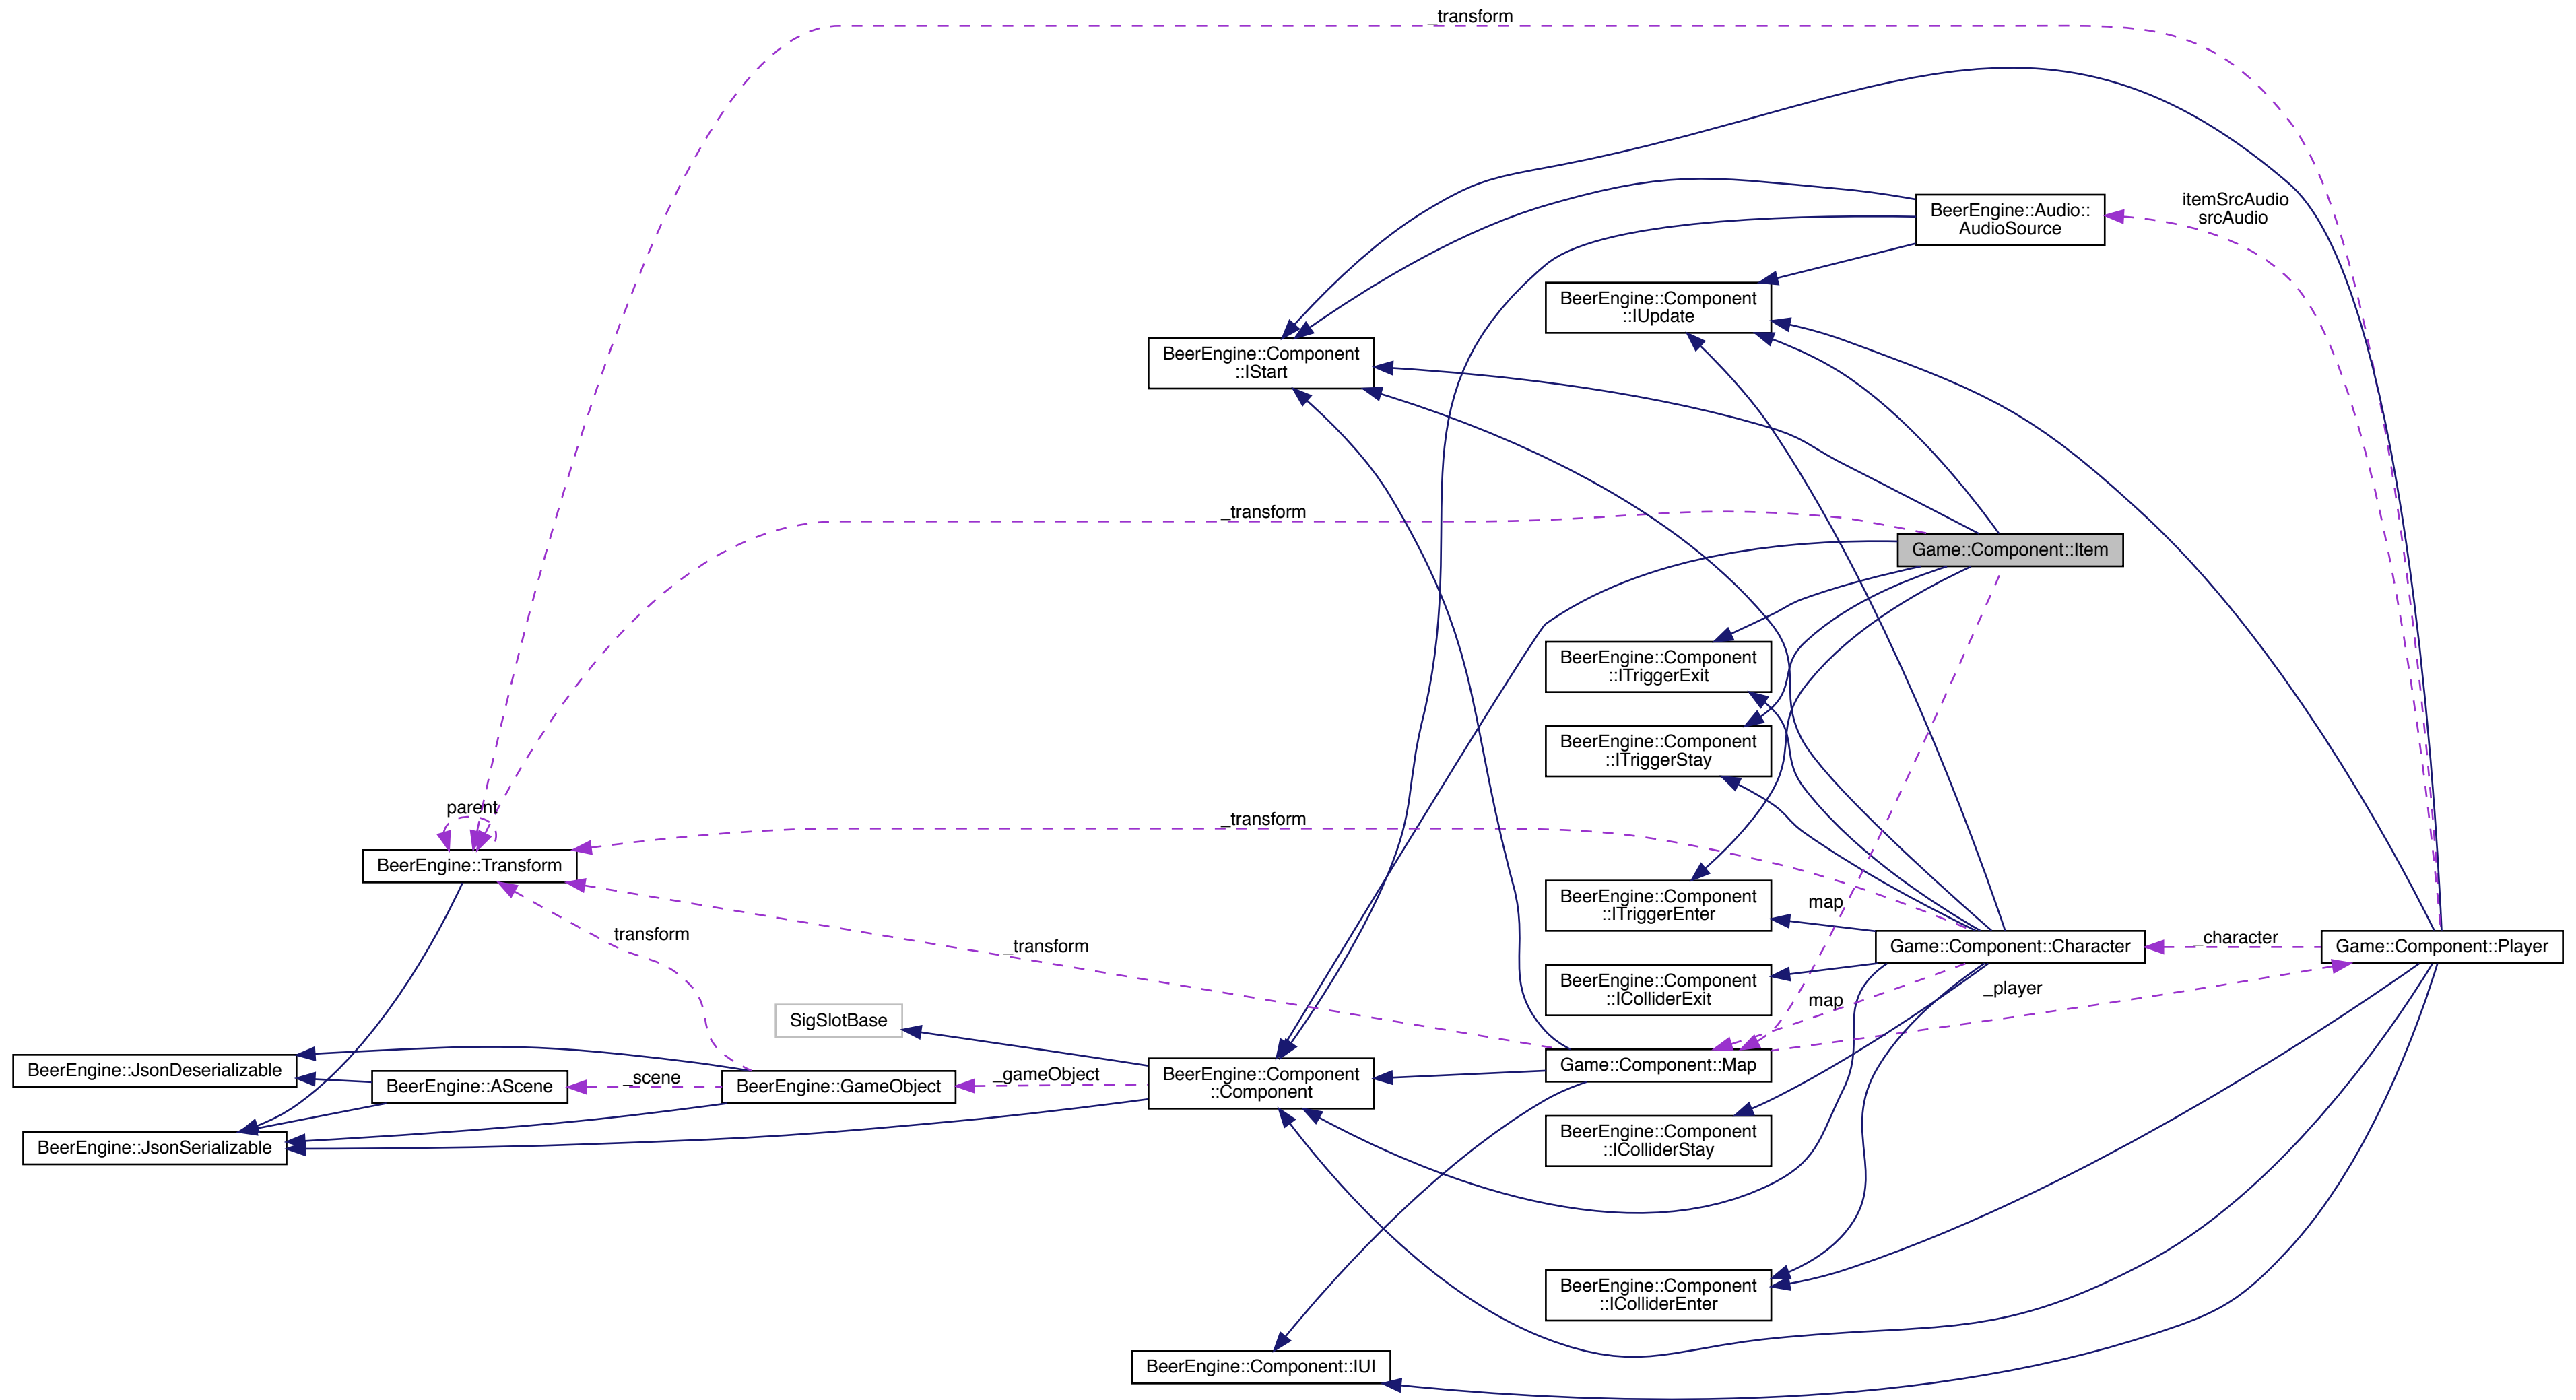 _transform
itemSrcAudio
srcAudio
BeerEngine::Audio::
AudioSource
BeerEngine::Component
::IUpdate
BeerEngine::Component
::IStart
_transform
Game::Component::Item
BeerEngine::Component
::ITriggerExit
BeerEngine::Component
::ITriggerStay
parent
_transform
BeerEngine::Transform
BeerEngine::Component
::ITriggerEnter
map
transform
_transform
Game::Component::Character
_character
Game::Component::Player
BeerEngine::Component
::IColliderExit
map
_player
SigSlotBase
BeerEngine::JsonDeserializable
BeerEngine::AScene
_scene
BeerEngine::GameObject
_gameObject
BeerEngine::Component
::Component
Game::Component::Map
BeerEngine::JsonSerializable
BeerEngine::Component
::IColliderStay
BeerEngine::Component
::IColliderEnter
BeerEngine::Component::IUI